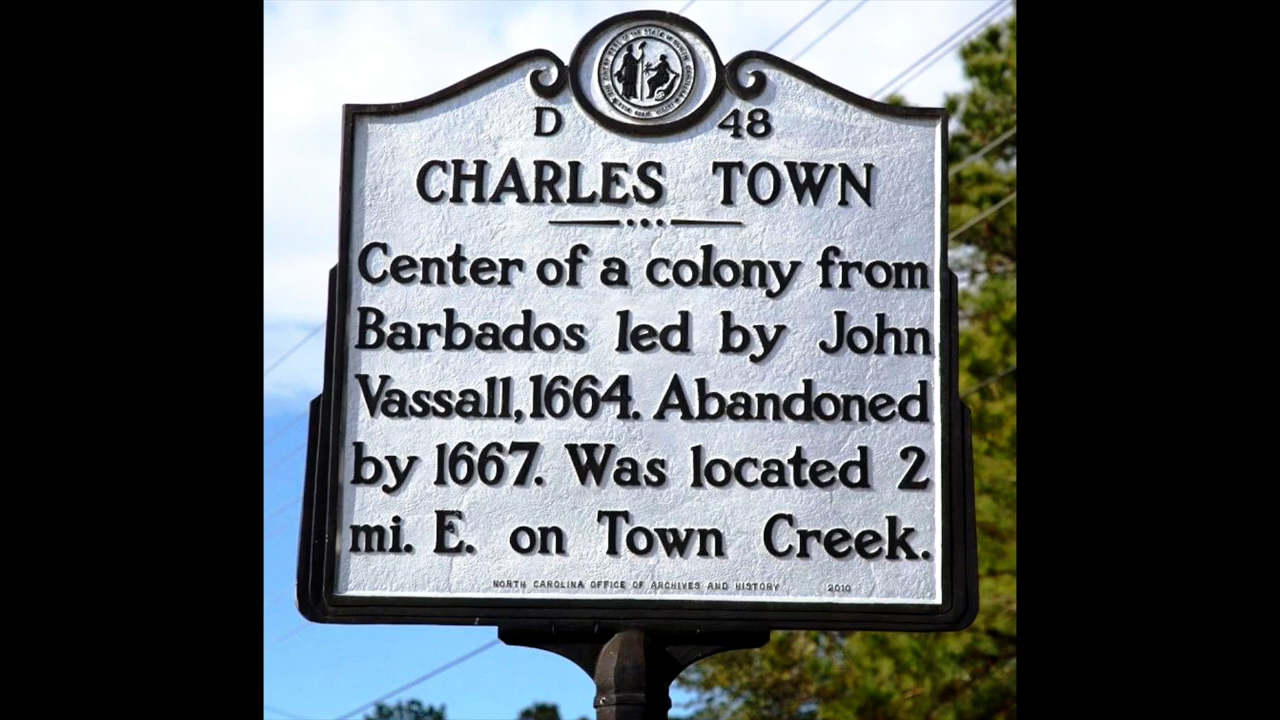 D 48
CHARLES TOWN
Center of a colony from
Barbados led by John
Vassall, 1664. Abandoned
by 1667. Was located 2
mi. E. on Town Creek.
NORTH CAROLINA OFFICE OF ARCHIVES AND HISTORY 2010